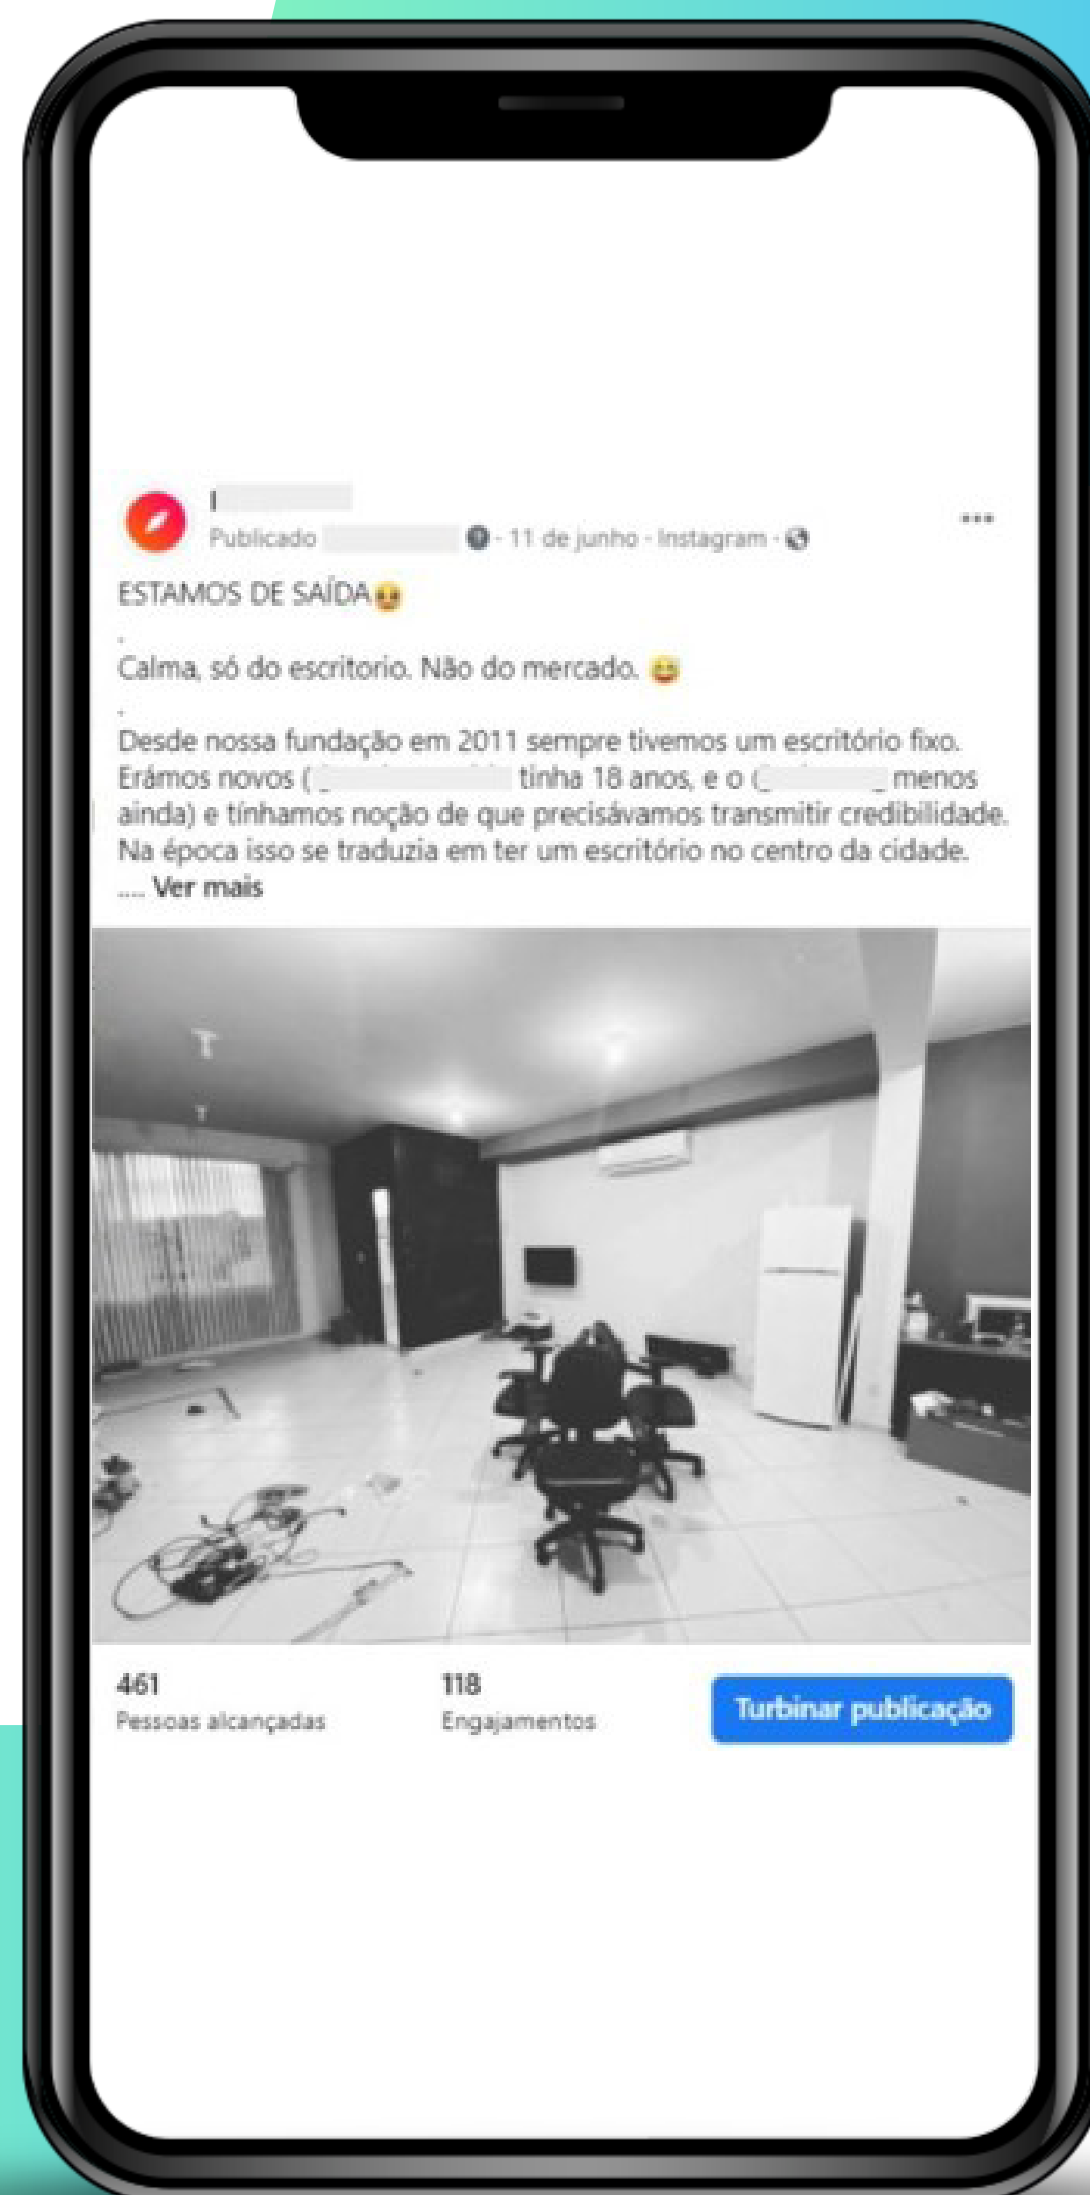 Publicado
- 11 de junho - Instagram -
ESTAMOS DE SAÍDA
.
Calma, só do escritorio. Não do mercado. 😅
.
Desde nossa fundação em 2011 sempre tivemos um escritório fixo.
Erámos novos ( tinha 18 anos, e o ( menos
ainda) e tínhamos noção de que precisávamos transmitir credibilidade.
Na época isso se traduzia em ter um escritório no centro da cidade.
.... Ver mais
461
Pessoas alcançadas
118
Engajamentos
Turbinar publicação